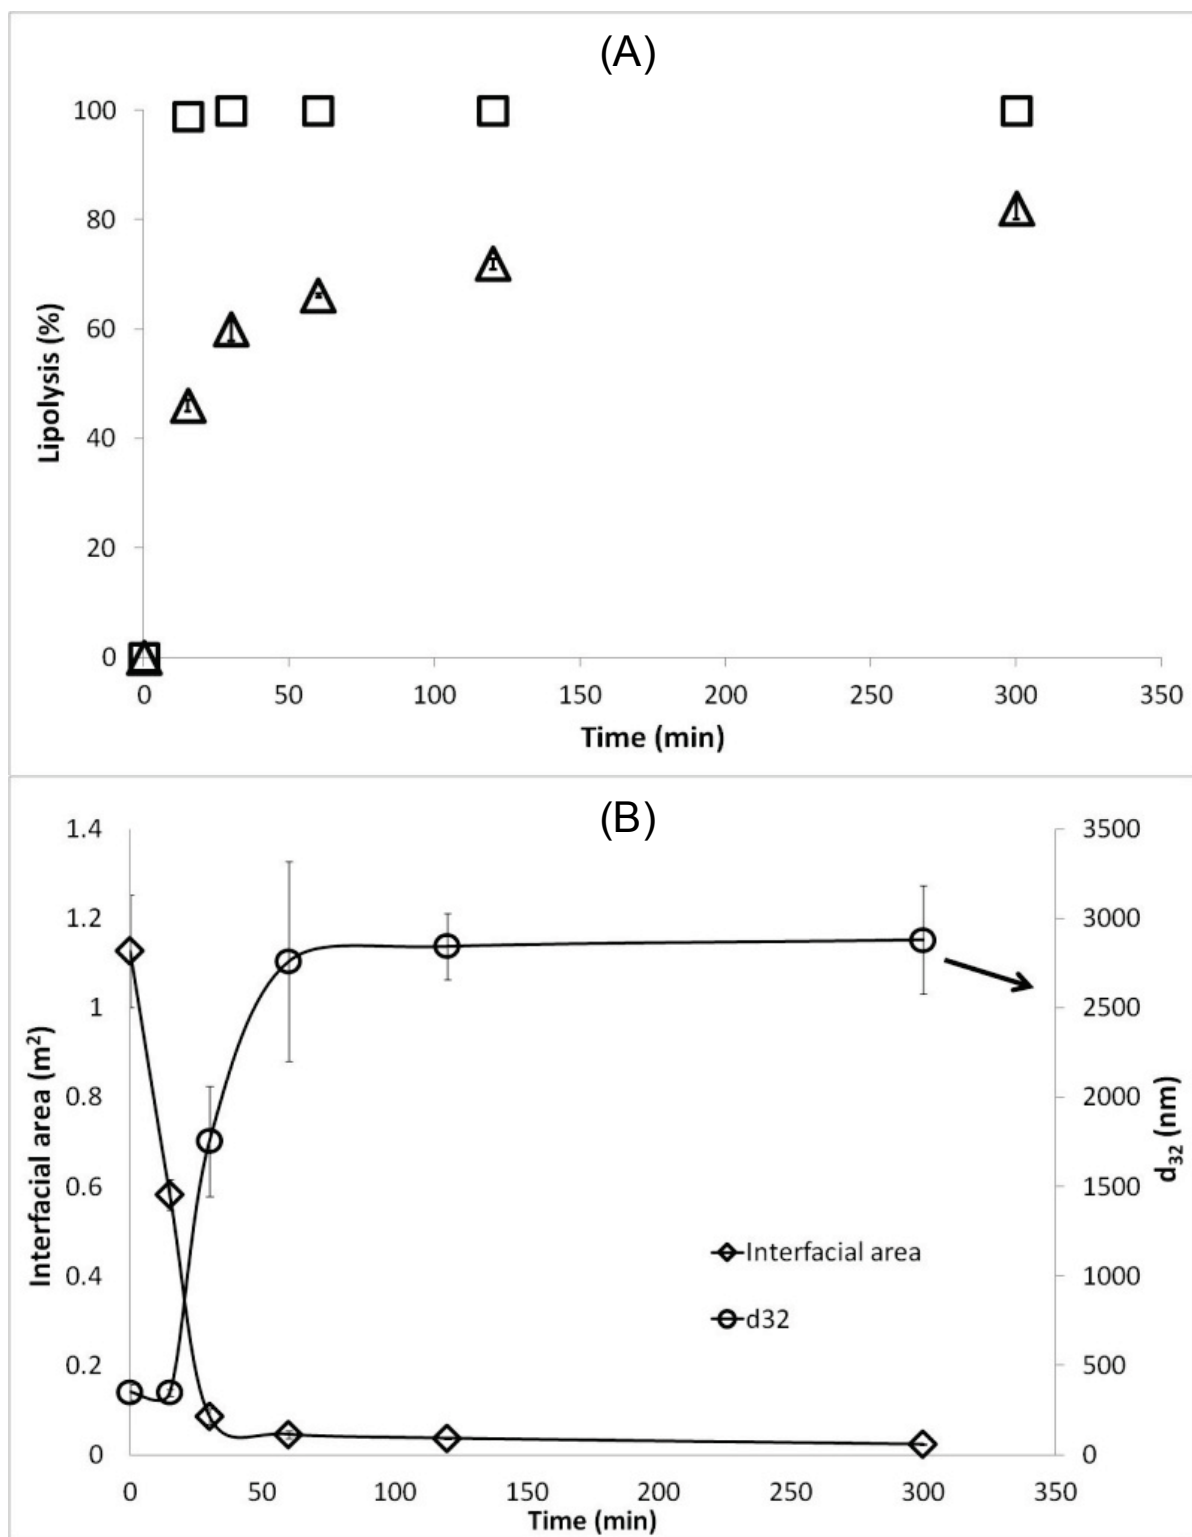 (A)
100
80
60
40
20
0
Lipolysis (%)
0 50 100 150 200 250 300 350
Time (min)
(B)
1.4
1.2
1
0.8
0.6
0.4
0.2
0
Interfacial area (m²)
3500
3000
2500
2000
1500
1000
500
0
d₃₂ (nm)
Interfacial area
d32
0 50 100 150 200 250 300 350
Time (min)